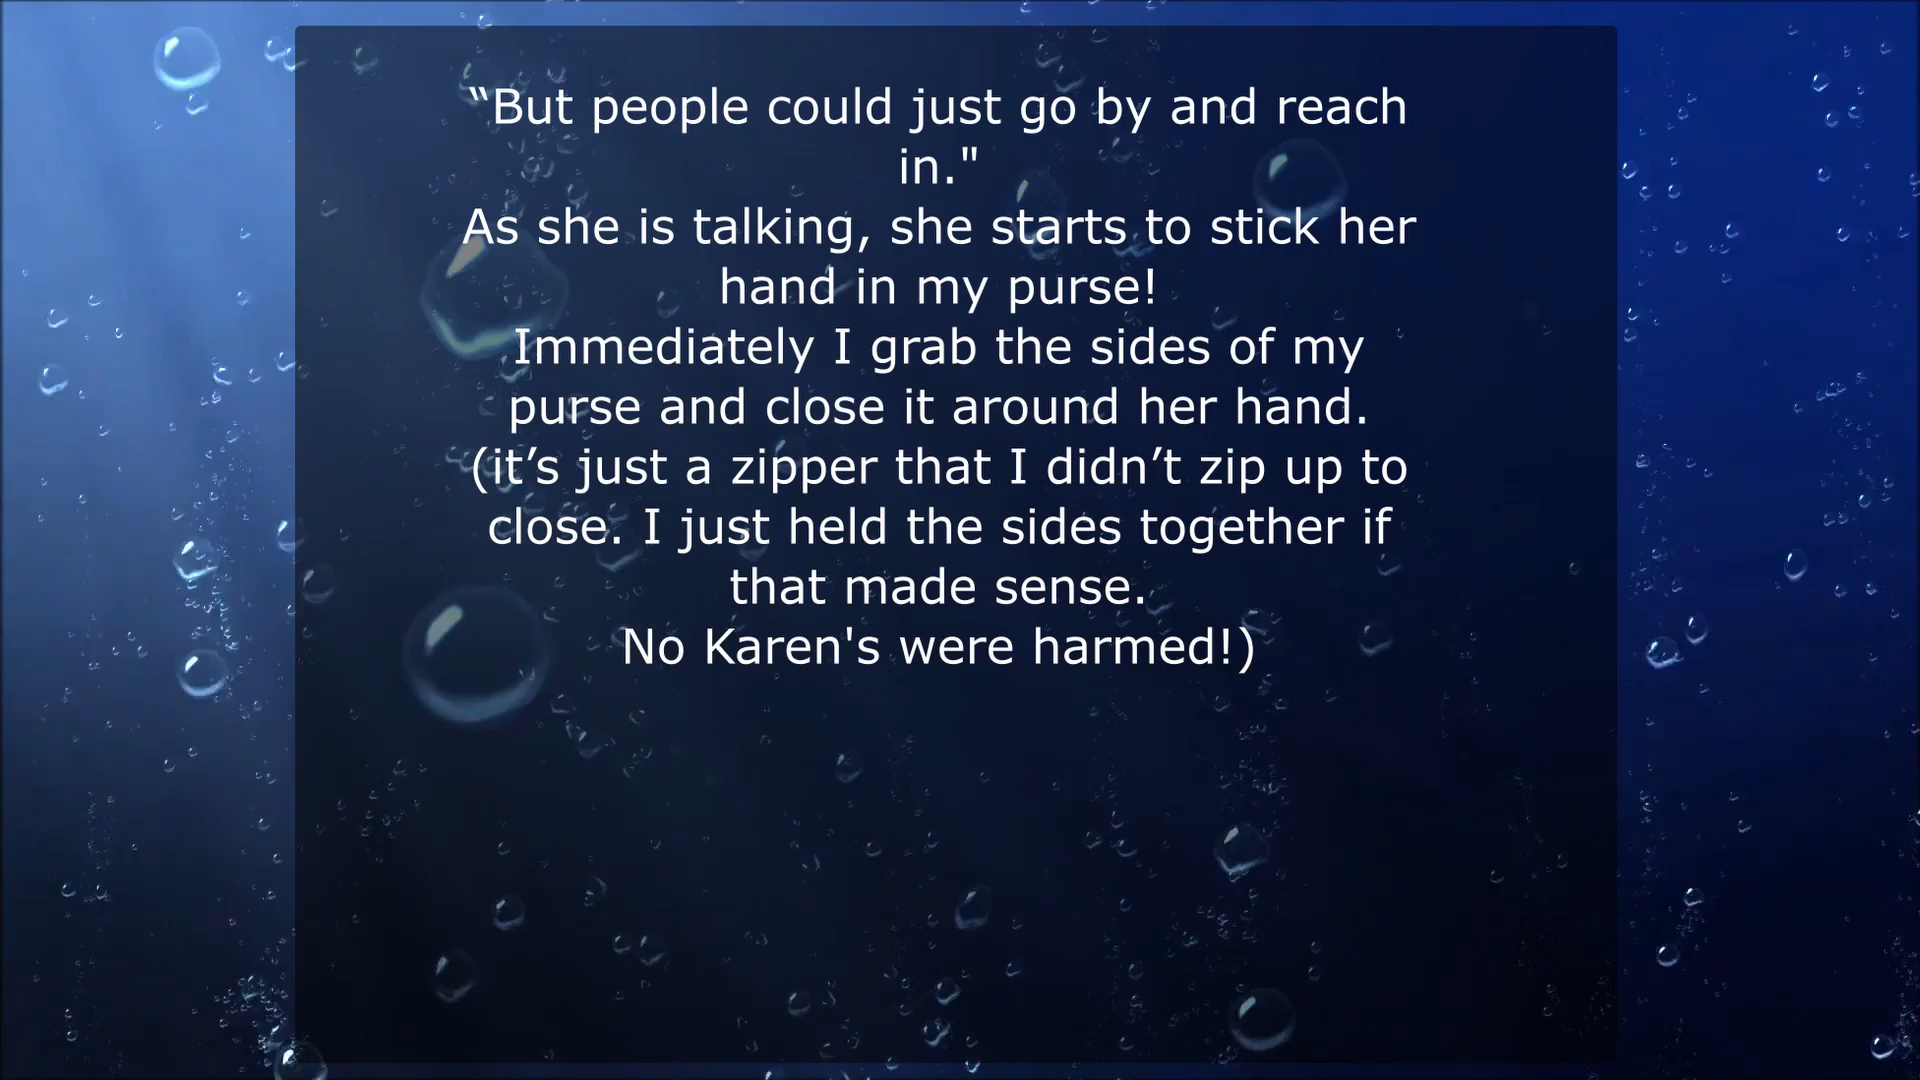 “But people could just go by and reach
in."
As she is talking, she starts to stick her
hand in my purse!
Immediately I grab the sides of my
purse and close it around her hand.
(it’s just a zipper that I didn’t zip up to
close. I just held the sides together if
that made sense.
No Karen's were harmed!)